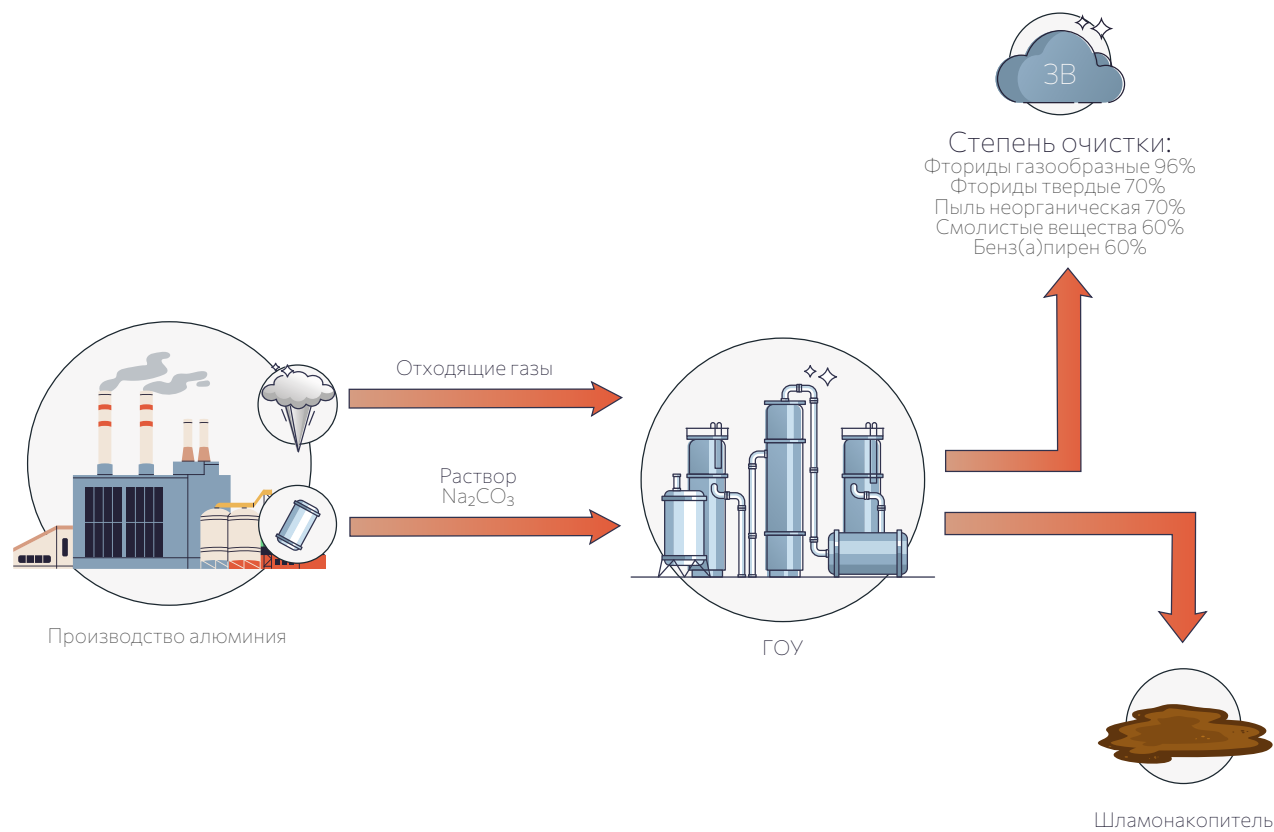 ЗВ
Степень очистки:
Фториды газообразные 96%
Фториды твердые 70%
Пыль неорганическая 70%
Смолистые вещества 60%
Бенз(а)пирен 60%
Отходящие газы
Раствор
Na₂CO₃
Производство алюминия
ГОУ
Шламонакопитель